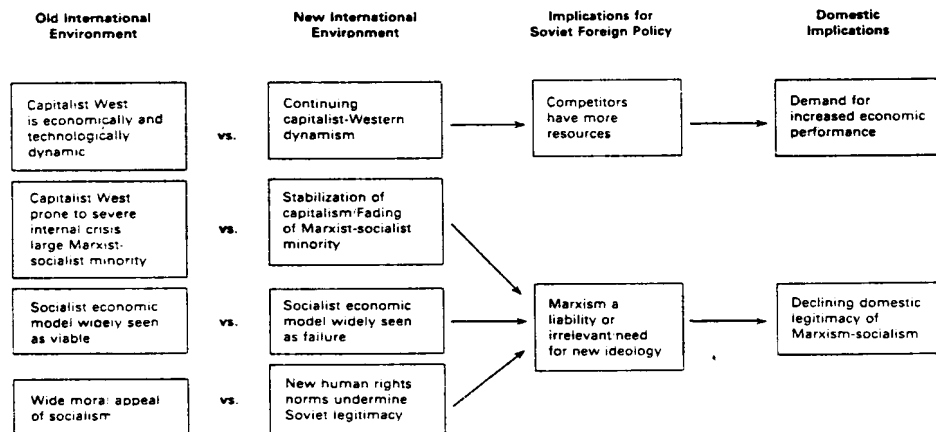 Old International
Environment
New International
Environment
Implications for
Soviet Foreign Policy
Domestic
Implications
Capitalist West
is economically and
technologically
dynamic
vs.
Continuing
capitalist-Western
dynamism
Competitors
have more
resources
Demand for
increased economic
performance
Capitalist West
prone to severe
internal crisis
large Marxist-
socialist minority
vs.
Stabilization of
capitalism/Fading
of Marxist-socialist
minority
Socialist economic
model widely seen
as viable
vs.
Socialist economic
model widely seen
as failure
Marxism a
liability or
irrelevant/need
for new ideology
Declining domestic
legitimacy of
Marxism-socialism
Wide moral appeal
of socialism
vs.
New human rights
norms undermine
Soviet legitimacy